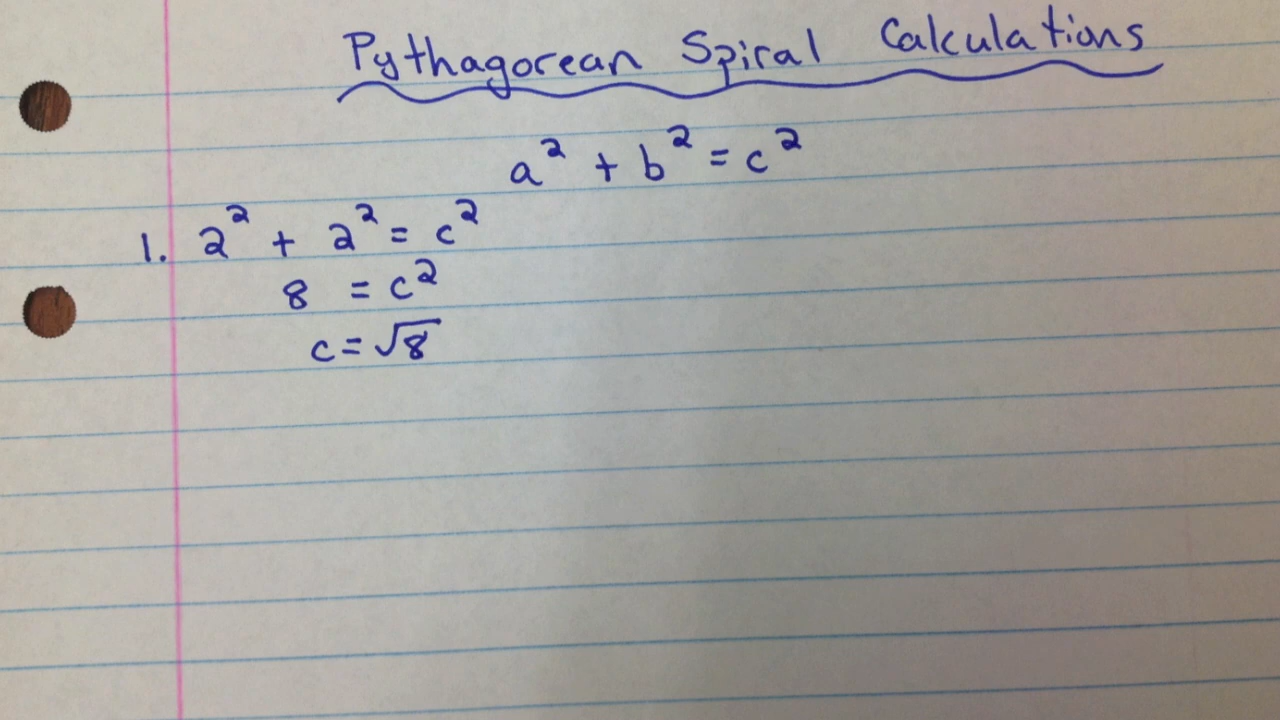 Pythagorean Spiral Calculations
a² + b² = c²
1. 2² + 2² = c²
8 = c²
c = √8